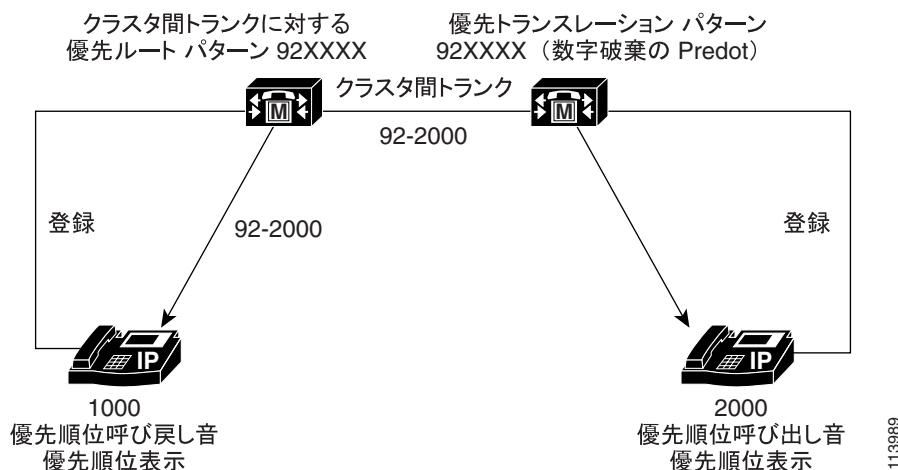 クラスタ間トランクに対する
優先ルート パターン 92XXXX
優先トランスレーション パターン
92XXXX（数字破棄の Predot）
M
クラスタ間トランク
M
92-2000
登録
92-2000
登録
IP
IP
1000
優先順位呼び戻し音
優先順位表示
2000
優先順位呼び出し音
優先順位表示
113989